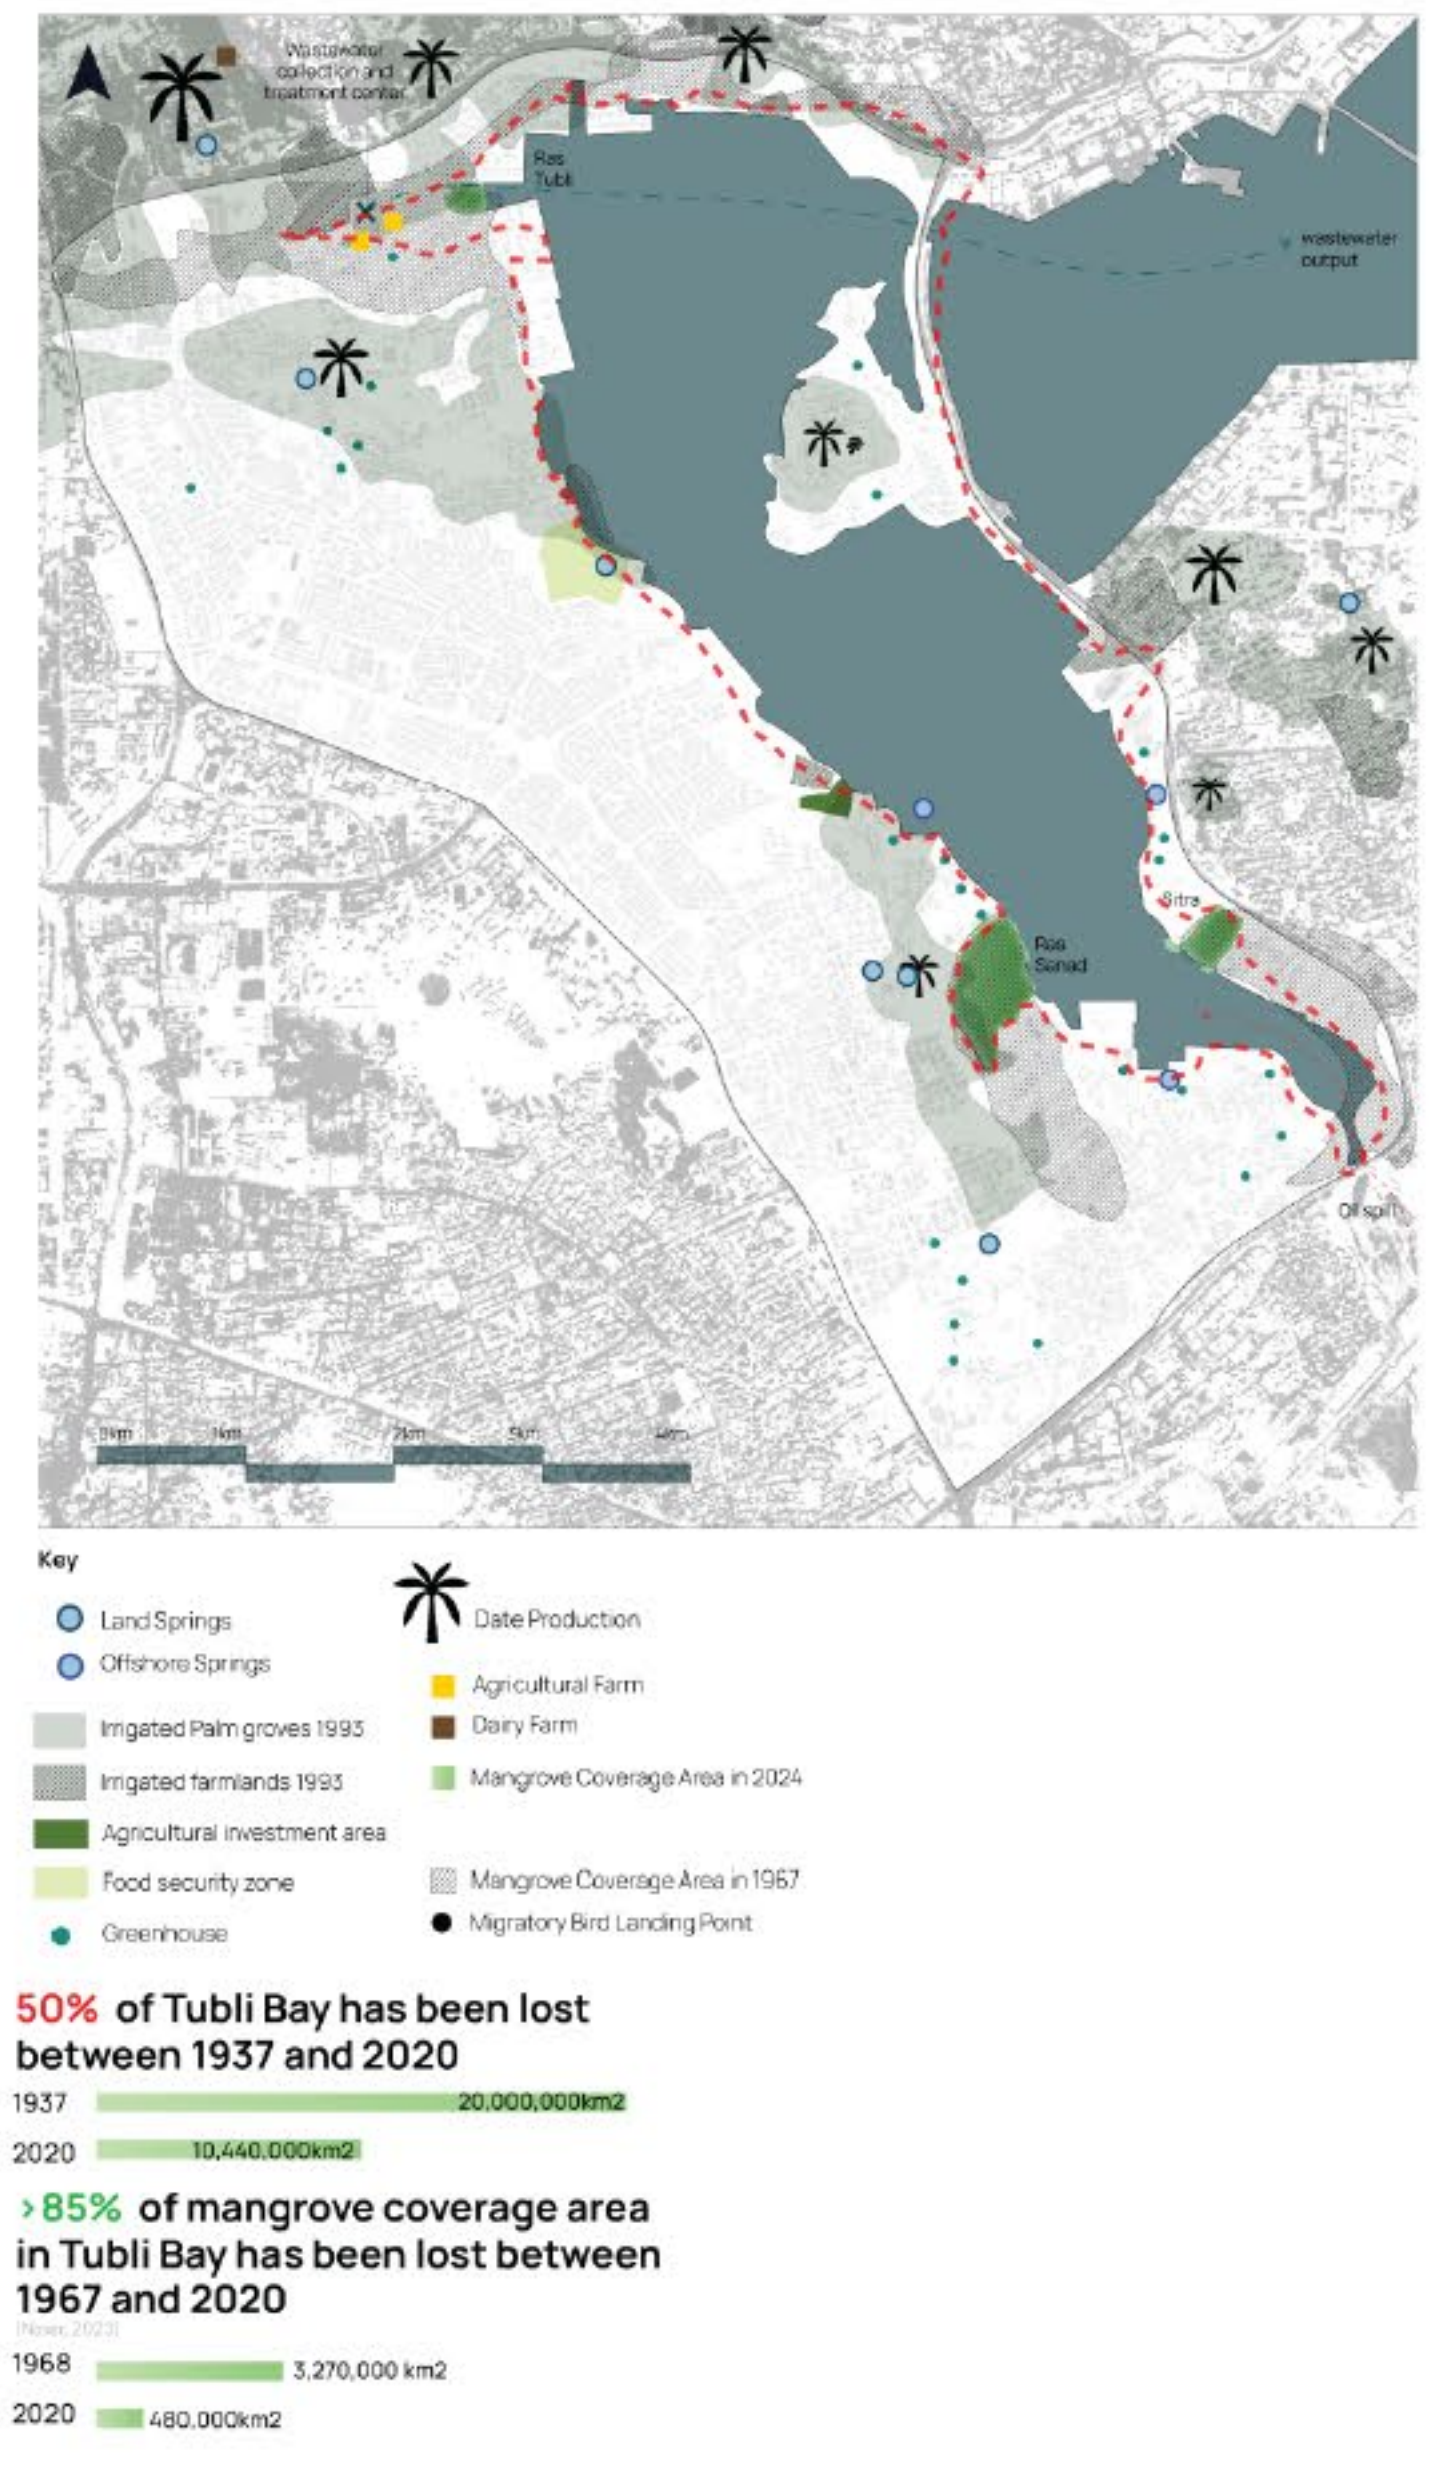 Wastewater
collection and
treatment center
Ras
Tubli
wastewater
output
Sitra
Ras
Sanad
Oil spill
0km 1km 2km 3km 4km
Key
Land Springs
Offshore Springs
Irrigated Palm groves 1993
Irrigated farmlands 1993
Agricultural investment area
Food security zone
Greenhouse
Date Production
Agricultural Farm
Dairy Farm
Mangrove Coverage Area in 2024
Mangrove Coverage Area in 1967
Migratory Bird Landing Point
50% of Tubli Bay has been lost
between 1937 and 2020
1937 20,000,000km2
2020 10,440,000km2
>85% of mangrove coverage area
in Tubli Bay has been lost between
1967 and 2020
1968 3,270,000 km2
2020 480,000km2